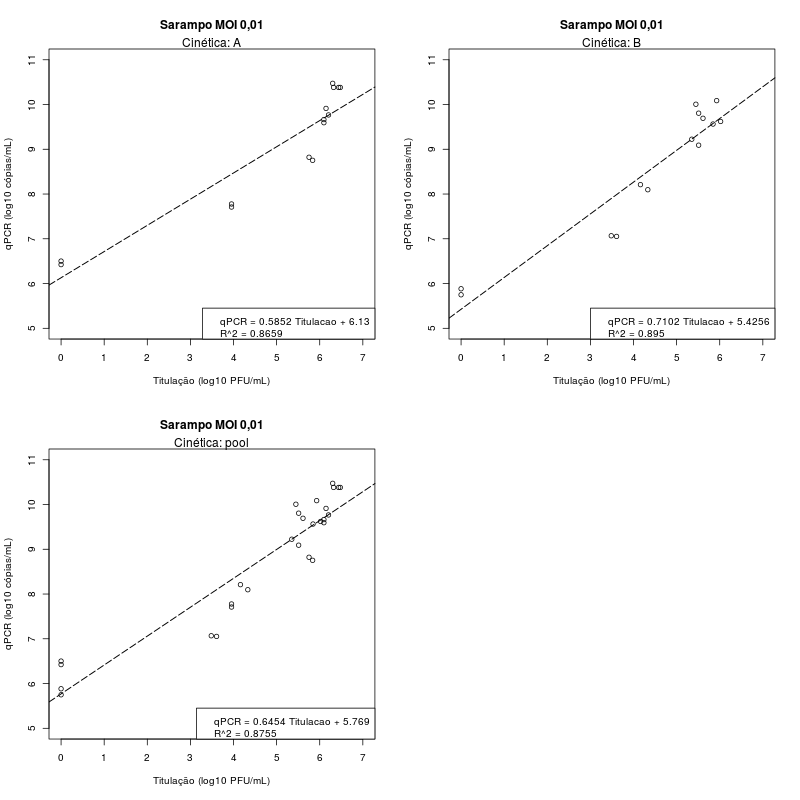 Sarampo MOI 0,01
Cinética: A
qPCR (log10 cópias/mL)
11
10
9
8
7
6
5
qPCR = 0.5852 Titulacao + 6.13
R^2 = 0.8659
0 1 2 3 4 5 6 7
Titulação (log10 PFU/mL)
Sarampo MOI 0,01
Cinética: B
qPCR (log10 cópias/mL)
11
10
9
8
7
6
5
qPCR = 0.7102 Titulacao + 5.4256
R^2 = 0.895
0 1 2 3 4 5 6 7
Titulação (log10 PFU/mL)
Sarampo MOI 0,01
Cinética: pool
qPCR (log10 cópias/mL)
11
10
9
8
7
6
5
qPCR = 0.6454 Titulacao + 5.769
R^2 = 0.8755
0 1 2 3 4 5 6 7
Titulação (log10 PFU/mL)